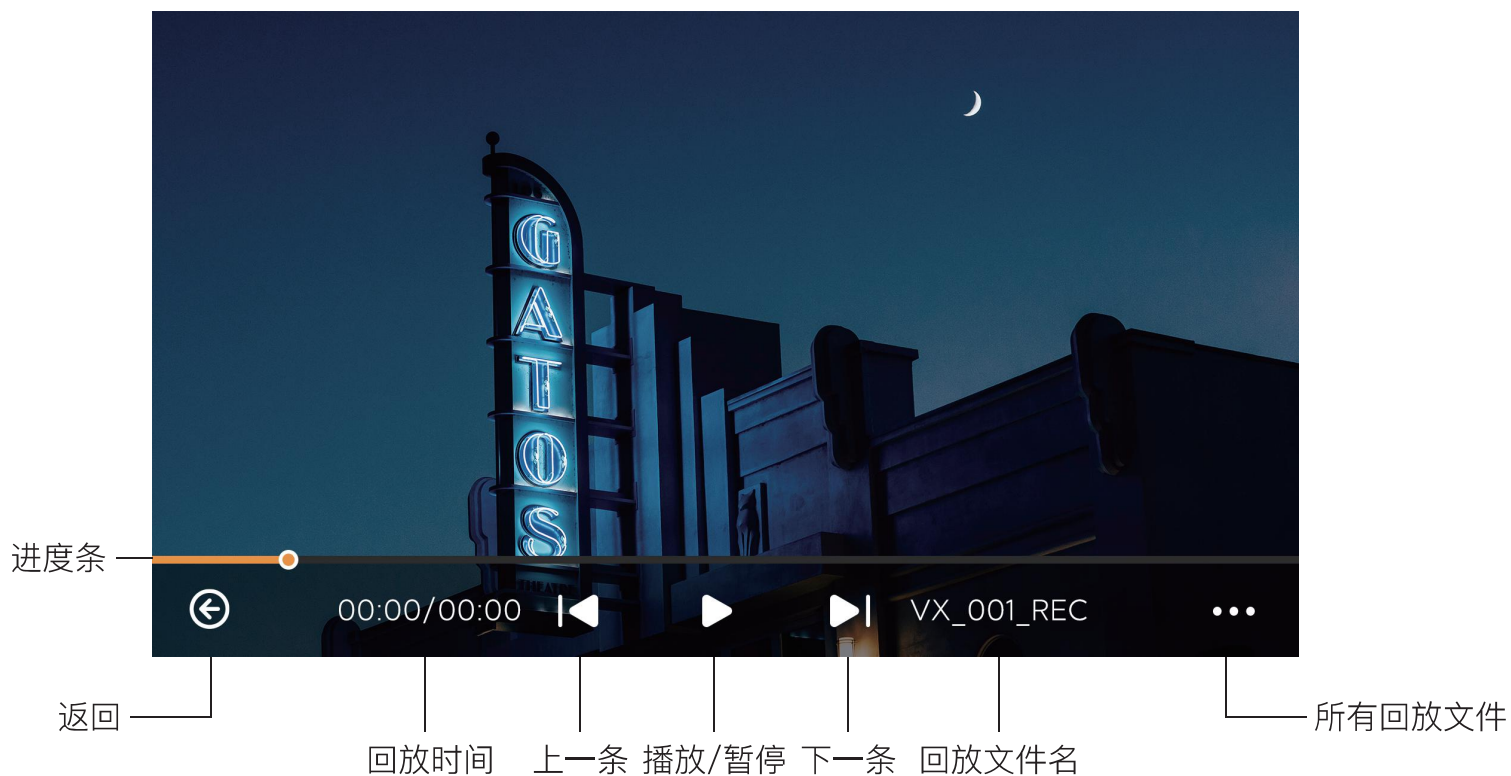 GATOS
THEATRE
进度条
00:00/00:00
VX_001_REC
返回
所有回放文件
回放时间
上一条
播放/暂停
下一条
回放文件名